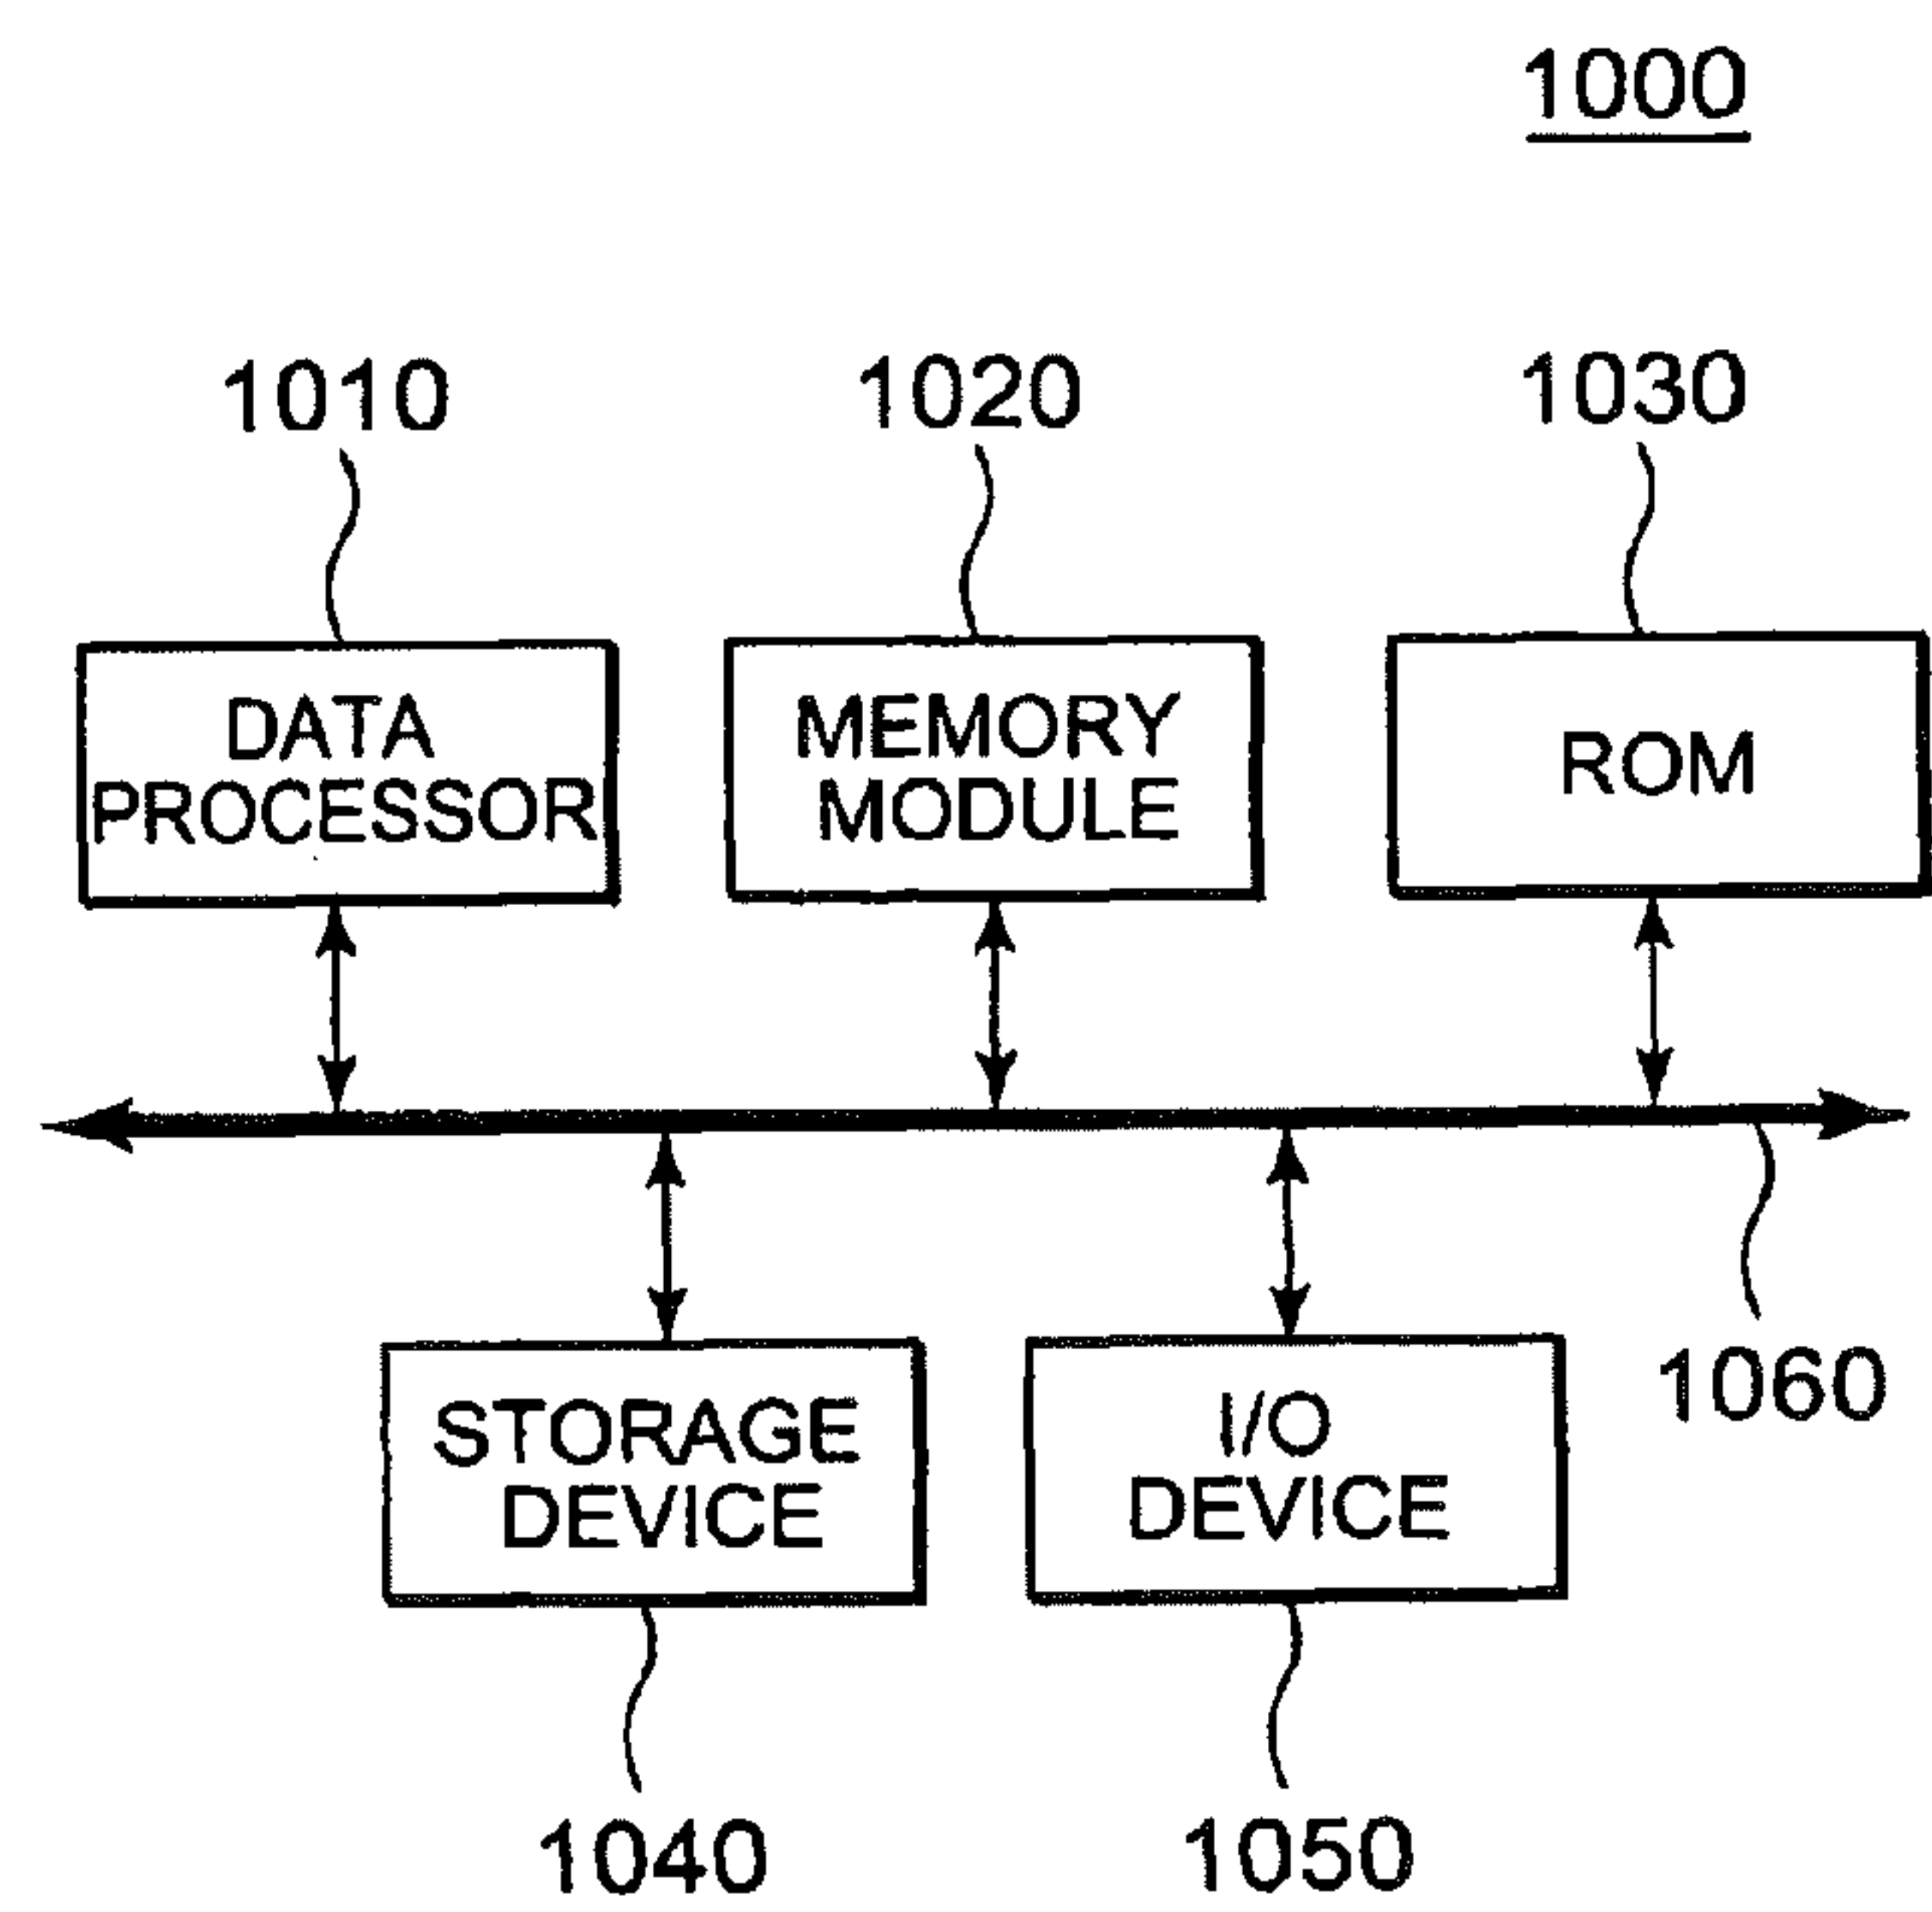 1000
1010
1020
1030
DATA
PROCESSOR
MEMORY
MODULE
ROM
1060
STORAGE
DEVICE
I/O
DEVICE
1040
1050